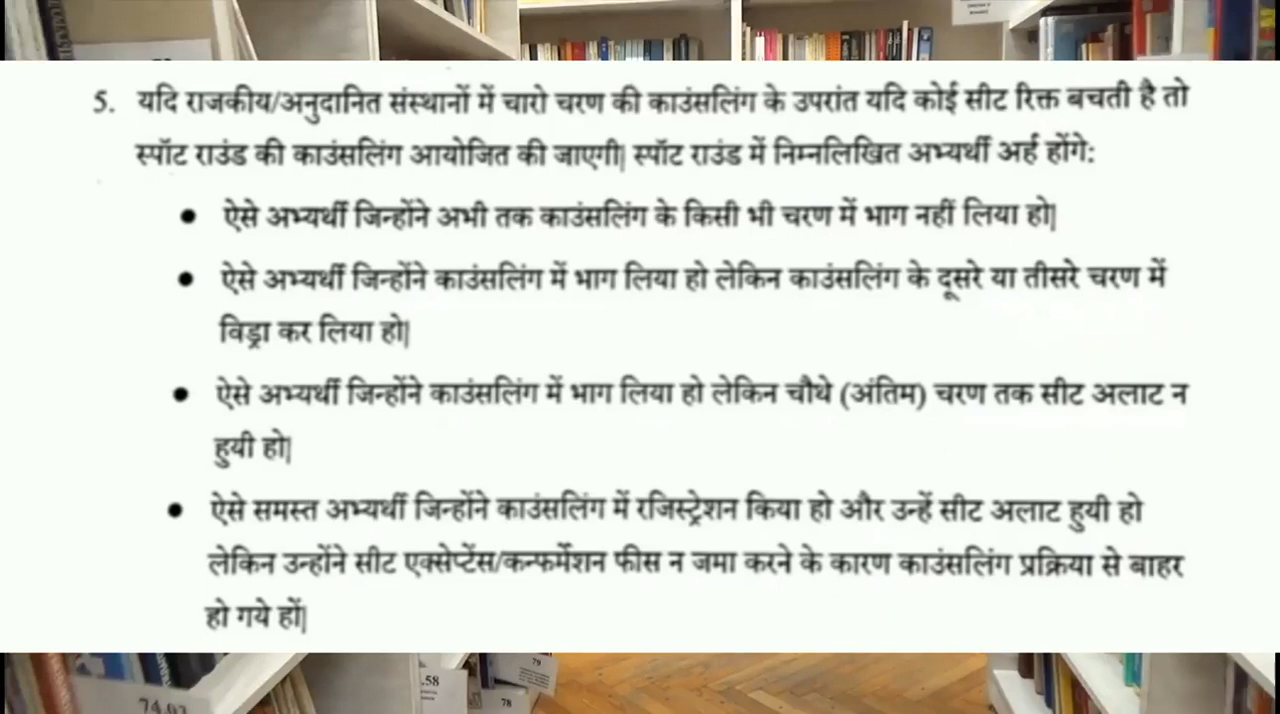 5. यदि राजकीय/अनुदानित संस्थानों में चारो चरण की काउंसलिंग के उपरांत यदि कोई सीट रिक्त बचती है तो
स्पॉट राउंड की काउंसलिंग आयोजित की जाएगी| स्पॉट राउंड में निम्नलिखित अभ्यर्थी अर्ह होंगे:
● ऐसे अभ्यर्थी जिन्होंने अभी तक काउंसलिंग के किसी भी चरण में भाग नहीं लिया हो|
● ऐसे अभ्यर्थी जिन्होंने काउंसलिंग में भाग लिया हो लेकिन काउंसलिंग के दूसरे या तीसरे चरण में
विड्रा कर लिया हो|
● ऐसे अभ्यर्थी जिन्होंने काउंसलिंग में भाग लिया हो लेकिन चौथे (अंतिम) चरण तक सीट अलाट न
हुयी हो|
● ऐसे समस्त अभ्यर्थी जिन्होंने काउंसलिंग में रजिस्ट्रेशन किया हो और उन्हें सीट अलाट हुयी हो
लेकिन उन्होंने सीट एक्सेप्टेंस/कन्फर्मेशन फीस न जमा करने के कारण काउंसलिंग प्रक्रिया से बाहर
हो गये हों|
79
.58
78